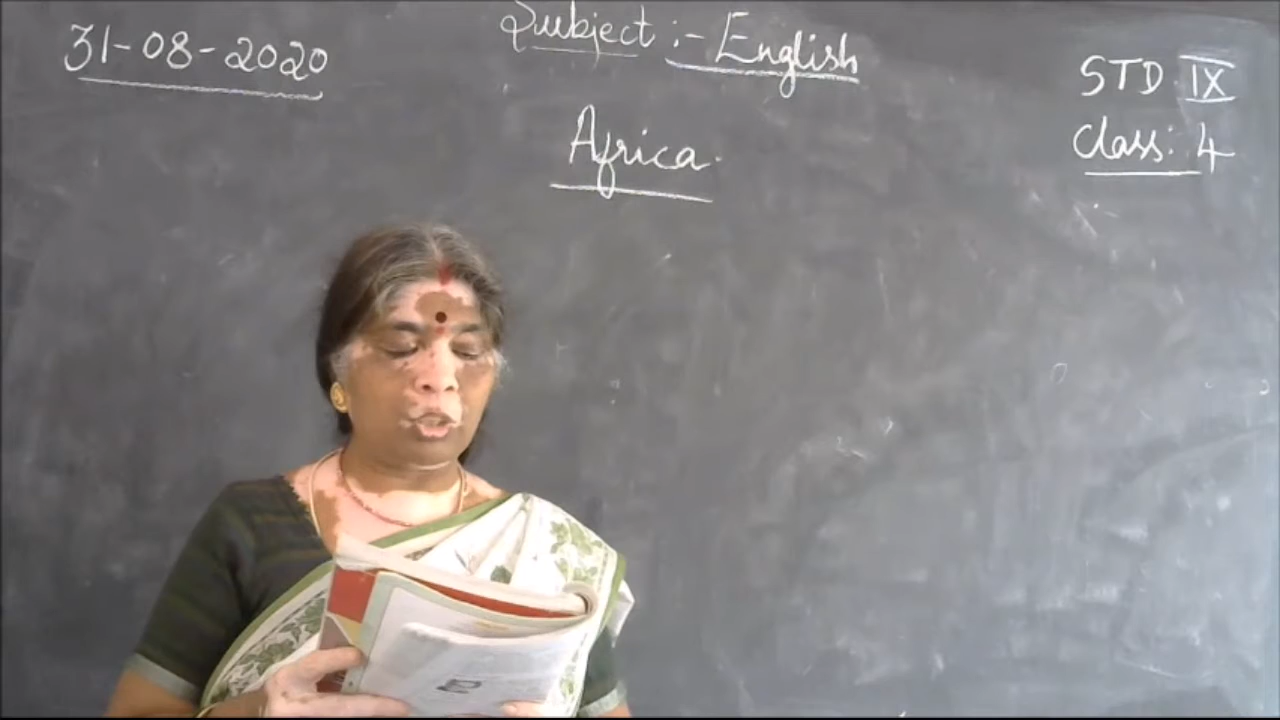 31-08-2020
Subject :- English
STD IX
Class: 4
Africa.